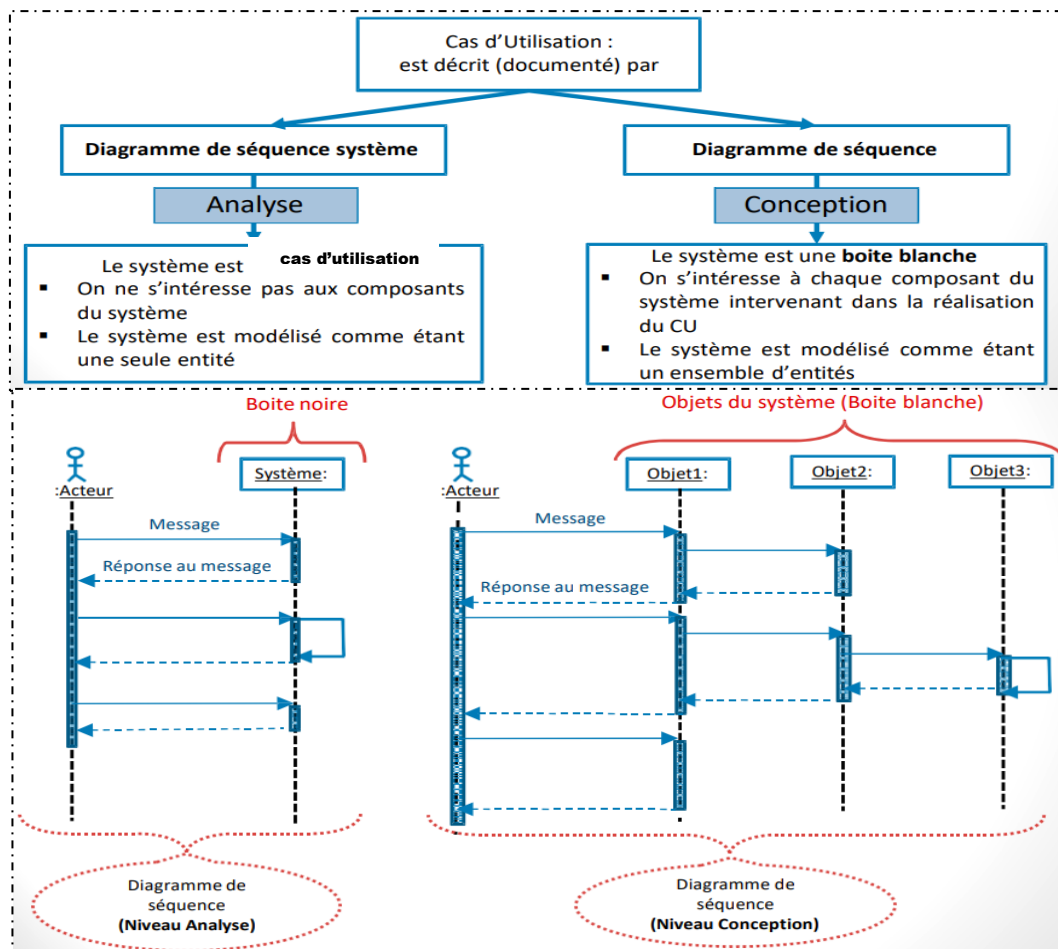 Cas d'Utilisation :
est décrit (documenté) par
Diagramme de séquence système
Analyse
Le système est cas d'utilisation
▪ On ne s'intéresse pas aux composants
du système
▪ Le système est modélisé comme étant
une seule entité
Diagramme de séquence
Conception
Le système est une boite blanche
▪ On s'intéresse à chaque composant du
système intervenant dans la réalisation
du CU
▪ Le système est modélisé comme étant
un ensemble d'entités
Boite noire
:Acteur
Système:
Message
Réponse au message
Diagramme de
séquence
(Niveau Analyse)
Objets du système (Boite blanche)
:Acteur
Objet1:
Objet2:
Objet3:
Message
Réponse au message
Diagramme de
séquence
(Niveau Conception)